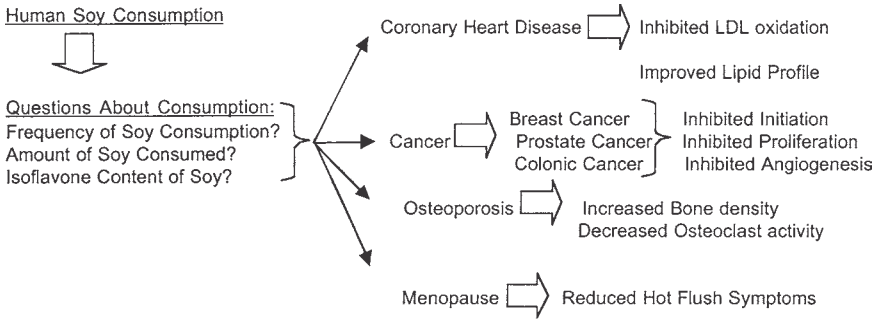 Human Soy Consumption
Questions About Consumption:
Frequency of Soy Consumption?
Amount of Soy Consumed?
Isoflavone Content of Soy?
Coronary Heart Disease
Inhibited LDL oxidation
Improved Lipid Profile
Cancer
Breast Cancer
Prostate Cancer
Colonic Cancer
Inhibited Initiation
Inhibited Proliferation
Inhibited Angiogenesis
Osteoporosis
Increased Bone density
Decreased Osteoclast activity
Menopause
Reduced Hot Flush Symptoms